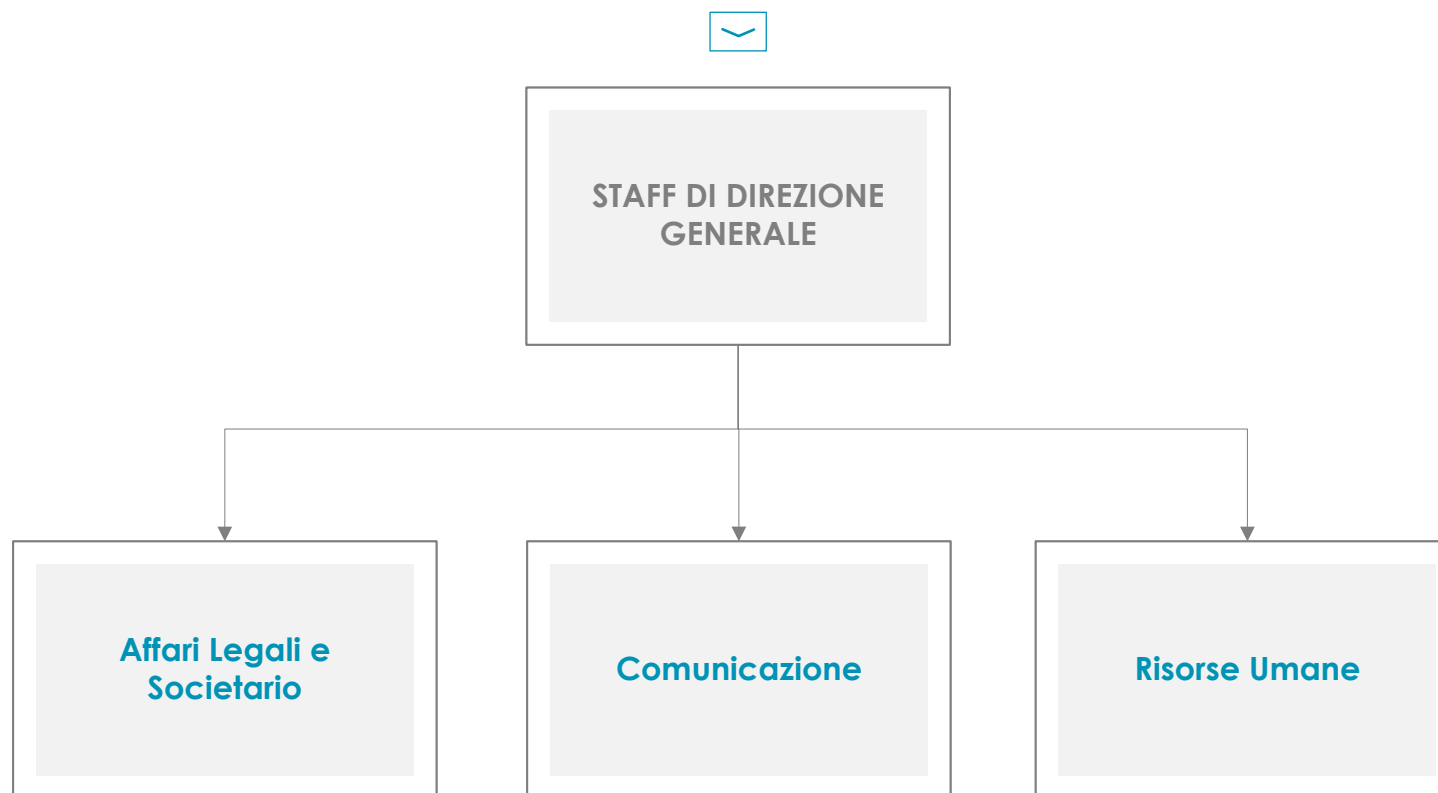 STAFF DI DIREZIONE
GENERALE
Affari Legali e
Societario
Comunicazione
Risorse Umane